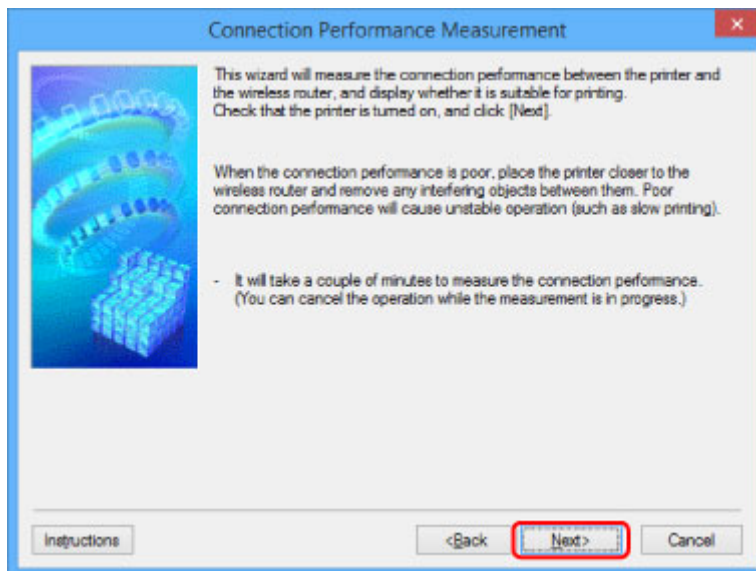 Connection Performance Measurement
This wizard will measure the connection performance between the printer and
the wireless router, and display whether it is suitable for printing.
Check that the printer is turned on, and click [Next].
When the connection performance is poor, place the printer closer to the
wireless router and remove any interfering objects between them. Poor
connection performance will cause unstable operation (such as slow printing).
- It will take a couple of minutes to measure the connection performance.
(You can cancel the operation while the measurement is in progress.)
Instructions
<Back
Next>
Cancel